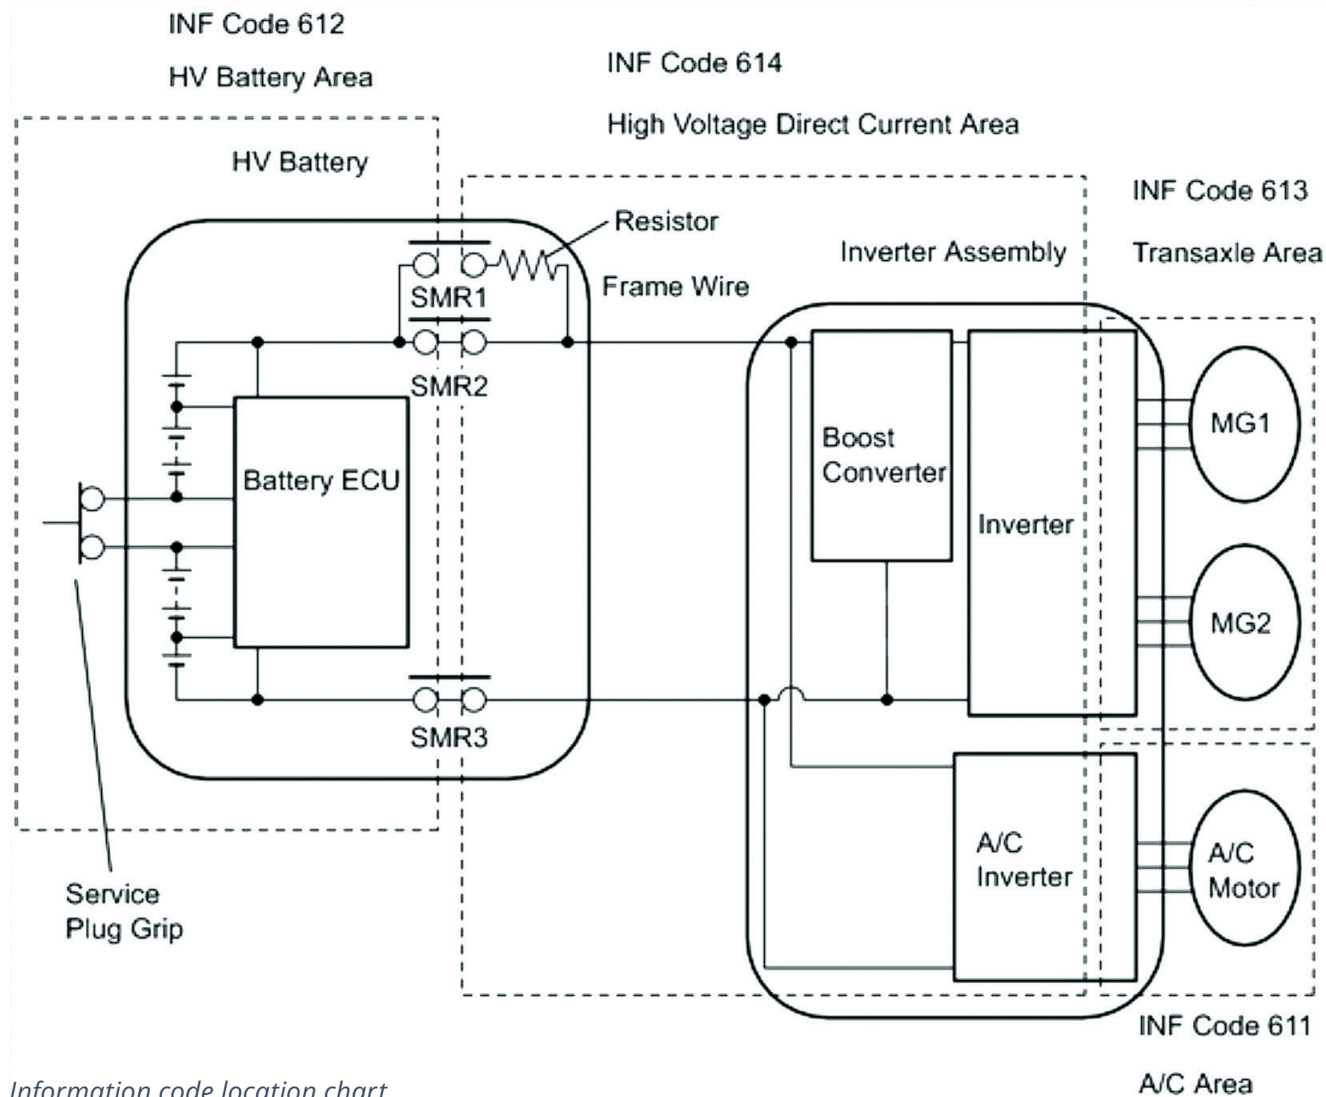 INF Code 612
HV Battery Area
INF Code 614
High Voltage Direct Current Area
HV Battery
INF Code 613
Transaxle Area
Resistor
Inverter Assembly
SMR1
Frame Wire
SMR2
Battery ECU
Boost
Converter
Inverter
MG1
MG2
SMR3
A/C
Inverter
A/C
Motor
Service
Plug Grip
INF Code 611
A/C Area
Information code location chart